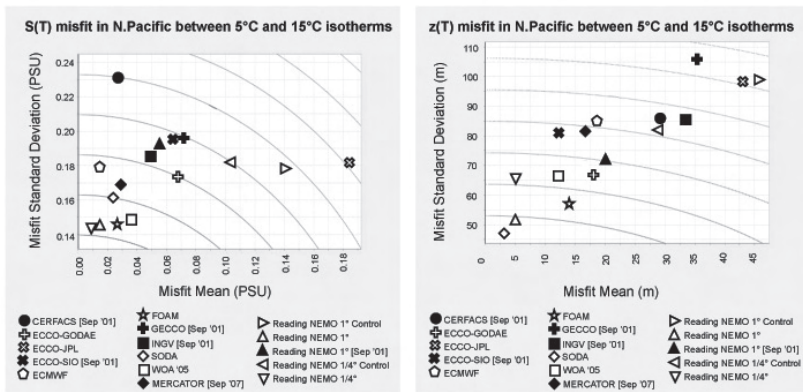 S(T) misfit in N.Pacific between 5°C and 15°C isotherms
Misfit Standard Deviation (PSU)
0.24
0.22
0.20
0.18
0.16
0.14
0.00
0.02
0.04
0.06
0.08
0.10
0.12
0.14
0.16
0.18
Misfit Mean (PSU)
CERFACS [Sep '01]
ECCO-GODAE
ECCO-JPL
ECCO-SIO [Sep '01]
ECMWF
FOAM
GECCO [Sep '01]
INGV [Sep '01]
SODA
WOA '05
MERCATOR [Sep '07]
Reading NEMO 1° Control
Reading NEMO 1°
Reading NEMO 1° [Sep '01]
Reading NEMO 1/4° Control
Reading NEMO 1/4°
z(T) misfit in N.Pacific between 5°C and 15°C isotherms
Misfit Standard Deviation (m)
110
100
90
80
70
60
50
0
5
10
15
20
25
30
35
40
45
Misfit Mean (m)
CERFACS [Sep '01]
ECCO-GODAE
ECCO-JPL
ECCO-SIO [Sep '01]
ECMWF
FOAM
GECCO [Sep '01]
INGV [Sep '01]
SODA
WOA '05
MERCATOR [Sep '07]
Reading NEMO 1° Control
Reading NEMO 1°
Reading NEMO 1° [Sep '01]
Reading NEMO 1/4° Control
Reading NEMO 1/4°